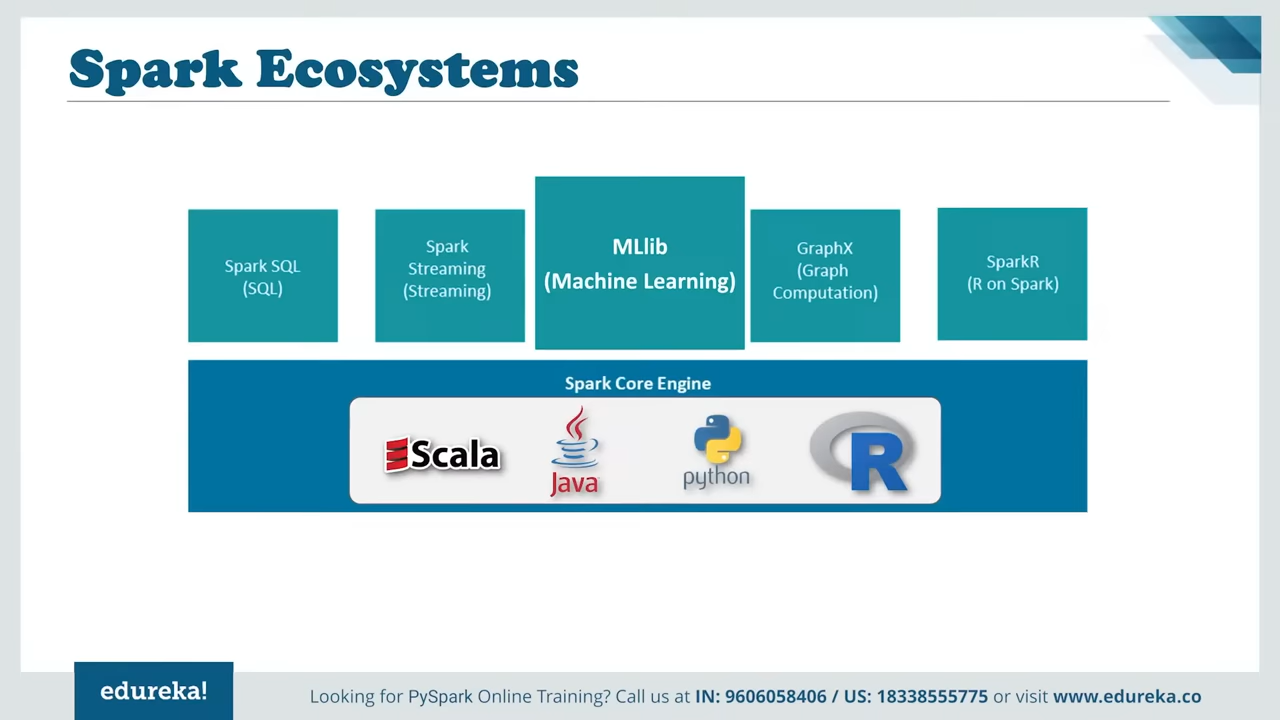 Spark Ecosystems
Spark SQL
(SQL)
Spark
Streaming
(Streaming)
MLlib
(Machine Learning)
GraphX
(Graph
Computation)
SparkR
(R on Spark)
Spark Core Engine
Scala
Java
python
R
edureka!
Looking for PySpark Online Training? Call us at IN: 9606058406 / US: 18338555775 or visit www.edureka.co